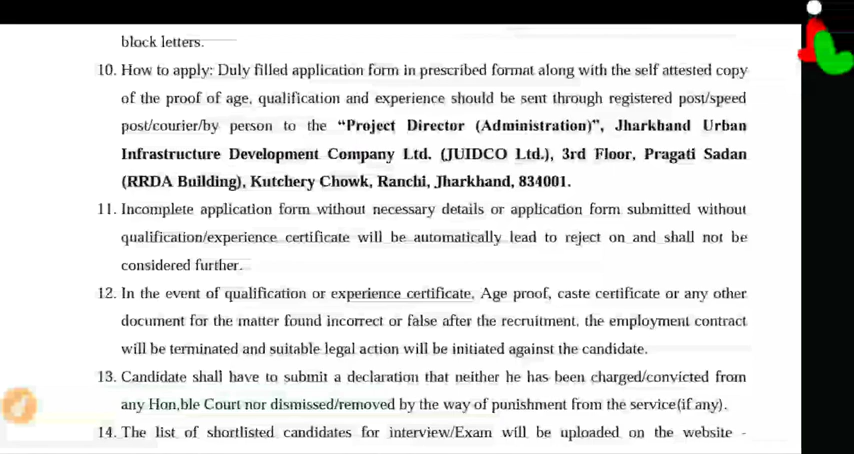 block letters.
10. How to apply: Duly filled application form in prescribed format along with the self attested copy
of the proof of age, qualification and experience should be sent through registered post/speed
post/courier/by person to the “Project Director (Administration)”, Jharkhand Urban
Infrastructure Development Company Ltd. (JUIDCO Ltd.), 3rd Floor, Pragati Sadan
(RRDA Building), Kutchery Chowk, Ranchi, Jharkhand, 834001.
11. Incomplete application form without necessary details or application form submitted without
qualification/experience certificate will be automatically lead to reject on and shall not be
considered further.
12. In the event of qualification or experience certificate, Age proof, caste certificate or any other
document for the matter found incorrect or false after the recruitment, the employment contract
will be terminated and suitable legal action will be initiated against the candidate.
13. Candidate shall have to submit a declaration that neither he has been charged/convicted from
any Hon,ble Court nor dismissed/removed by the way of punishment from the service(if any).
14. The list of shortlisted candidates for interview/Exam will be uploaded on the website -